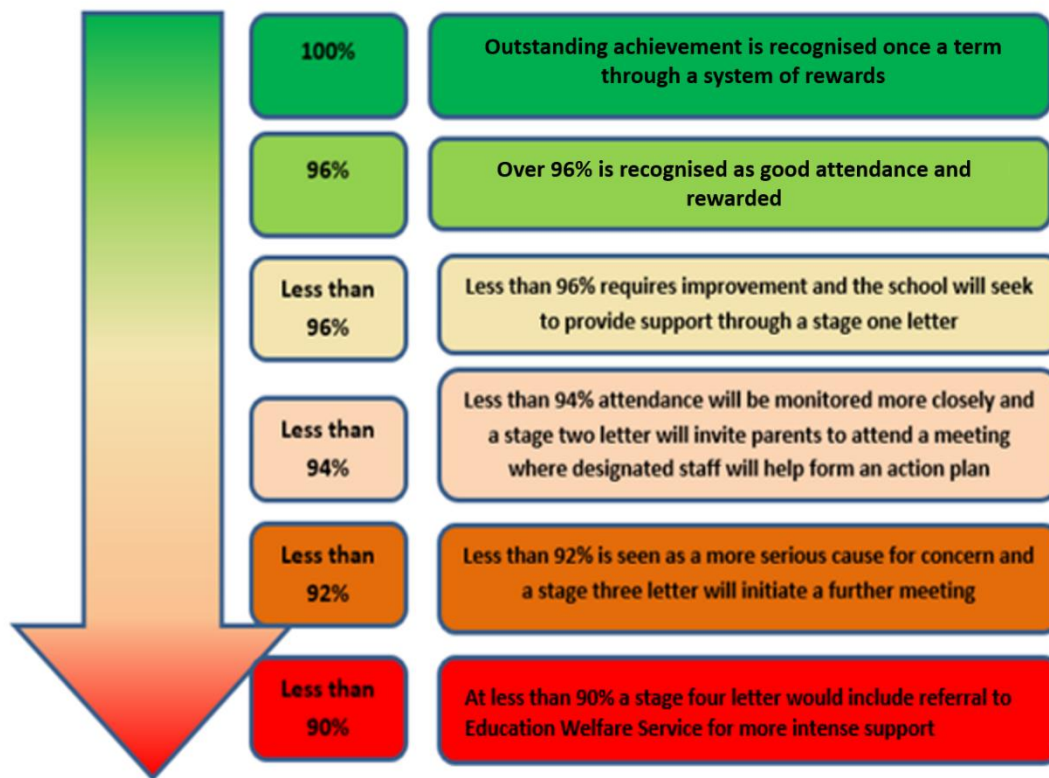 100%
Outstanding achievement is recognised once a term
through a system of rewards
96%
Over 96% is recognised as good attendance and
rewarded
Less than
96%
Less than 96% requires improvement and the school will seek
to provide support through a stage one letter
Less than
94%
Less than 94% attendance will be monitored more closely and
a stage two letter will invite parents to attend a meeting
where designated staff will help form an action plan
Less than
92%
Less than 92% is seen as a more serious cause for concern and
a stage three letter will initiate a further meeting
Less than
90%
At less than 90% a stage four letter would include referral to
Education Welfare Service for more intense support